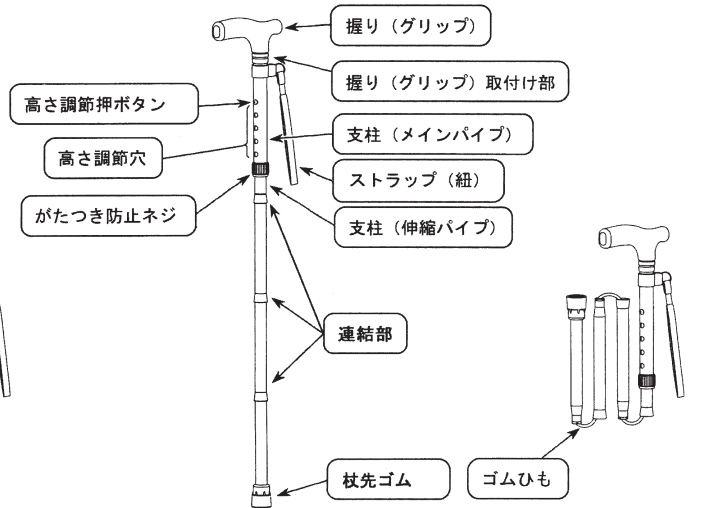 握り（グリップ）
握り（グリップ）取付け部
高さ調節押ボタン
支柱（メインパイプ）
高さ調節穴
ストラップ（紐）
がたつき防止ネジ
支柱（伸縮パイプ）
連結部
杖先ゴム
ゴムひも